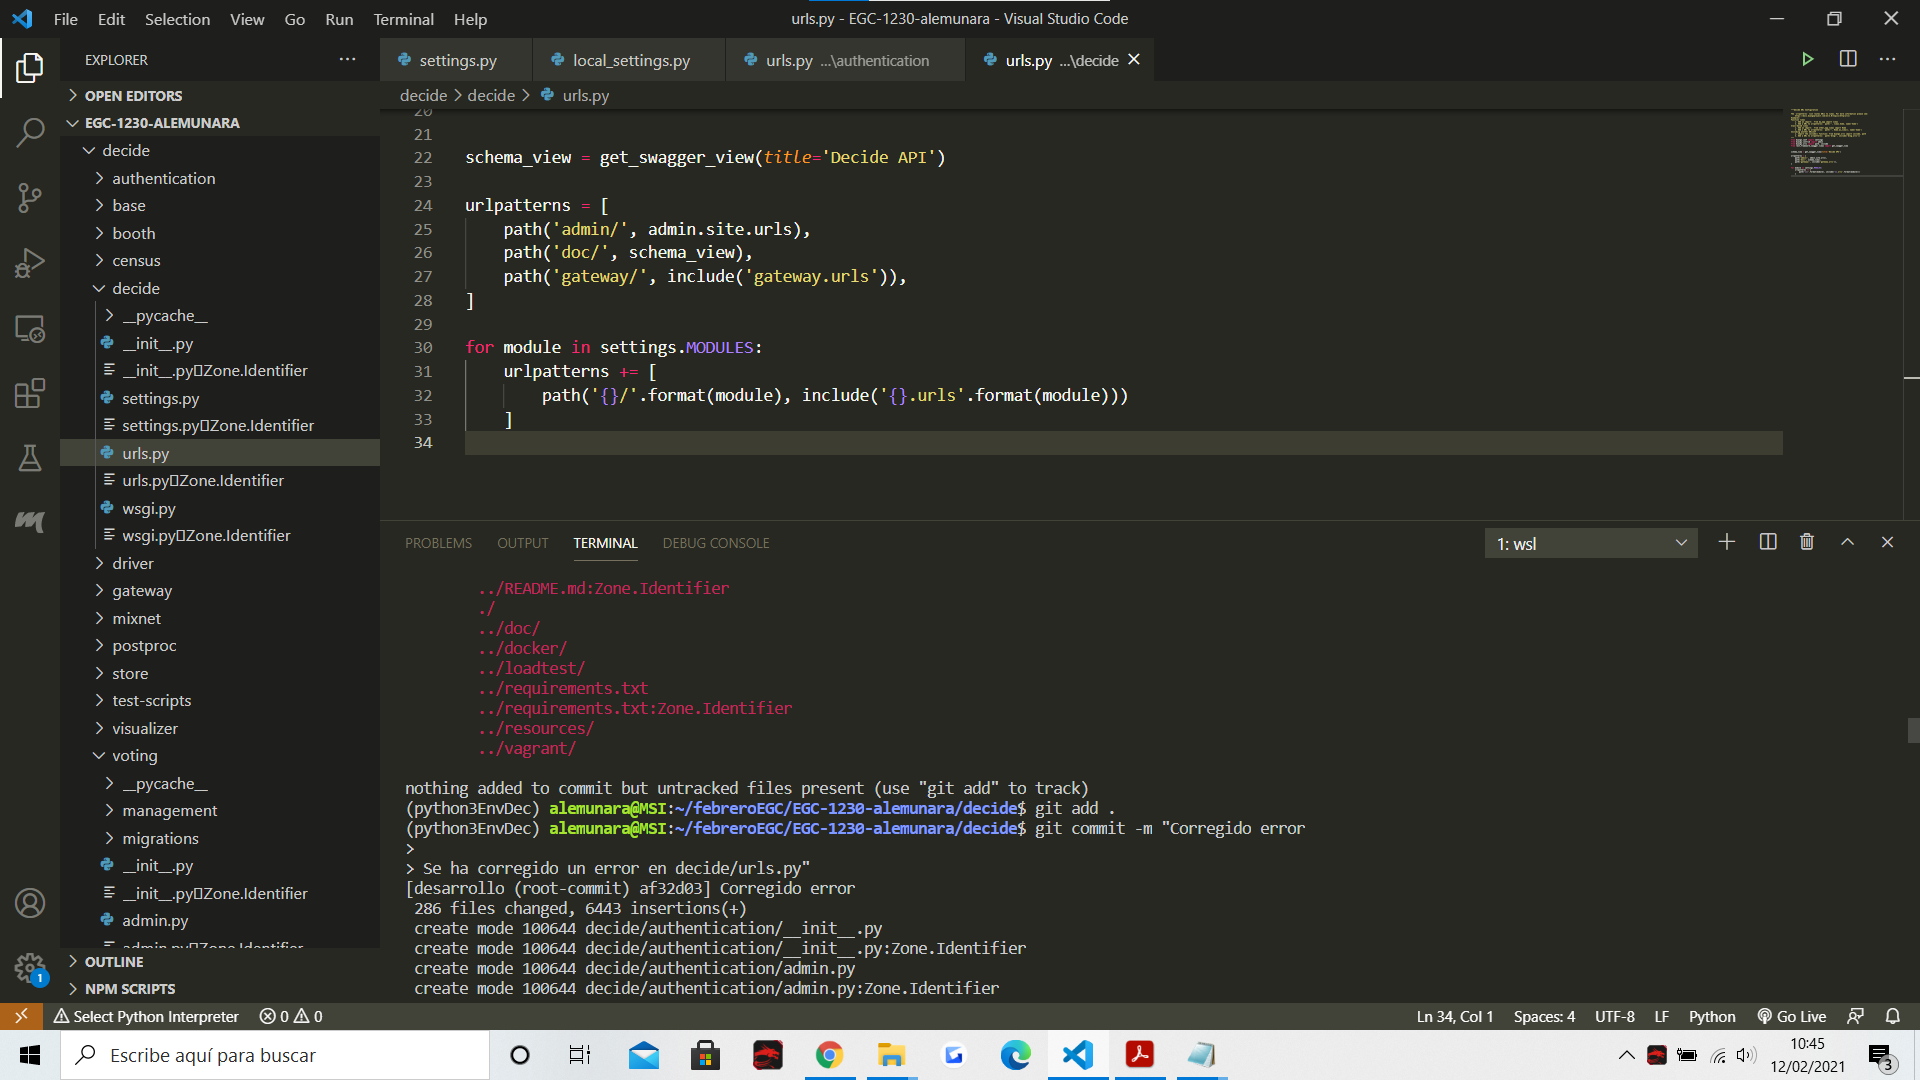 File Edit Selection View Go Run Terminal Help
urls.py - EGC-1230-alemunara - Visual Studio Code
EXPLORER
OPEN EDITORS
EGC-1230-ALEMUNARA
decide
authentication
base
booth
census
decide
__pycache__
__init__.py
__init__.py▯Zone.Identifier
settings.py
settings.py▯Zone.Identifier
urls.py
urls.py▯Zone.Identifier
wsgi.py
wsgi.py▯Zone.Identifier
driver
gateway
mixnet
postproc
store
test-scripts
visualizer
voting
__pycache__
management
migrations
__init__.py
__init__.py▯Zone.Identifier
admin.py
admin.py▯Zone.Identifier
OUTLINE
NPM SCRIPTS
settings.py local_settings.py urls.py ...\authentication urls.py ...\decide
decide > decide > urls.py
20
21
22 schema_view = get_swagger_view(title='Decide API')
23
24 urlpatterns = [
25 path('admin/', admin.site.urls),
26 path('doc/', schema_view),
27 path('gateway/', include('gateway.urls')),
28 ]
29
30 for module in settings.MODULES:
31 urlpatterns += [
32 path('{}/'.format(module), include('{}.urls'.format(module)))
33 ]
34
PROBLEMS OUTPUT TERMINAL DEBUG CONSOLE
1: wsl
../README.md:Zone.Identifier
./
../doc/
../docker/
../loadtest/
../requirements.txt
../requirements.txt:Zone.Identifier
../resources/
../vagrant/
nothing added to commit but untracked files present (use "git add" to track)
(python3EnvDec) alemunara@MSI:~/febreroEGC/EGC-1230-alemunara/decide$ git add .
(python3EnvDec) alemunara@MSI:~/febreroEGC/EGC-1230-alemunara/decide$ git commit -m "Corregido error
>
> Se ha corregido un error en decide/urls.py"
[desarrollo (root-commit) af32d03] Corregido error
286 files changed, 6443 insertions(+)
create mode 100644 decide/authentication/__init__.py
create mode 100644 decide/authentication/__init__.py:Zone.Identifier
create mode 100644 decide/authentication/admin.py
create mode 100644 decide/authentication/admin.py:Zone.Identifier
1
Select Python Interpreter 0 0
Ln 34, Col 1 Spaces: 4 UTF-8 LF Python Go Live
Escribe aquí para buscar
10:45
12/02/2021
3